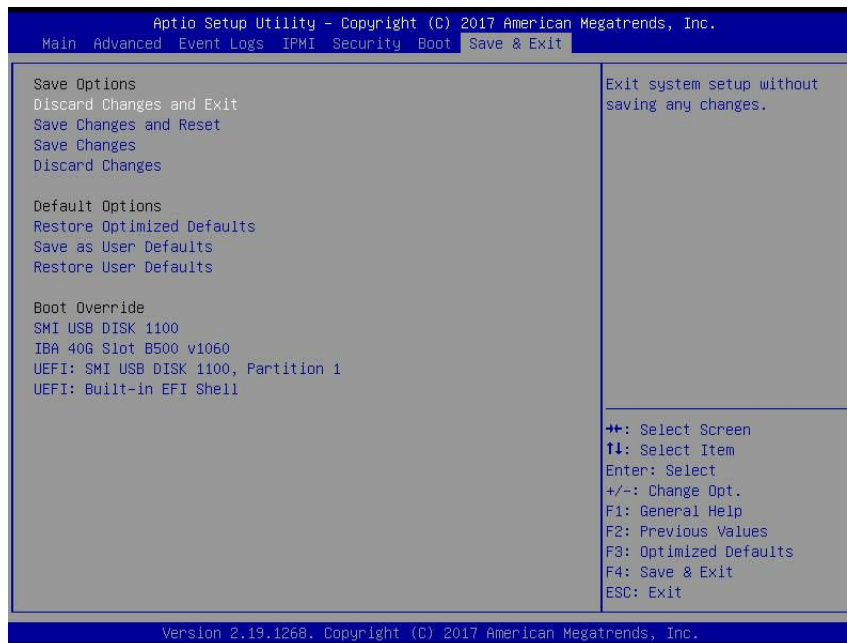 Aptio Setup Utility – Copyright (C) 2017 American Megatrends, Inc.
Main Advanced Event Logs IPMI Security Boot Save & Exit
Save Options
Discard Changes and Exit
Save Changes and Reset
Save Changes
Discard Changes
Default Options
Restore Optimized Defaults
Save as User Defaults
Restore User Defaults
Boot Override
SMI USB DISK 1100
IBA 40G Slot B500 v1060
UEFI: SMI USB DISK 1100, Partition 1
UEFI: Built-in EFI Shell
Exit system setup without
saving any changes.
→←: Select Screen
↑↓: Select Item
Enter: Select
+/-: Change Opt.
F1: General Help
F2: Previous Values
F3: Optimized Defaults
F4: Save & Exit
ESC: Exit
Version 2.19.1268. Copyright (C) 2017 American Megatrends, Inc.